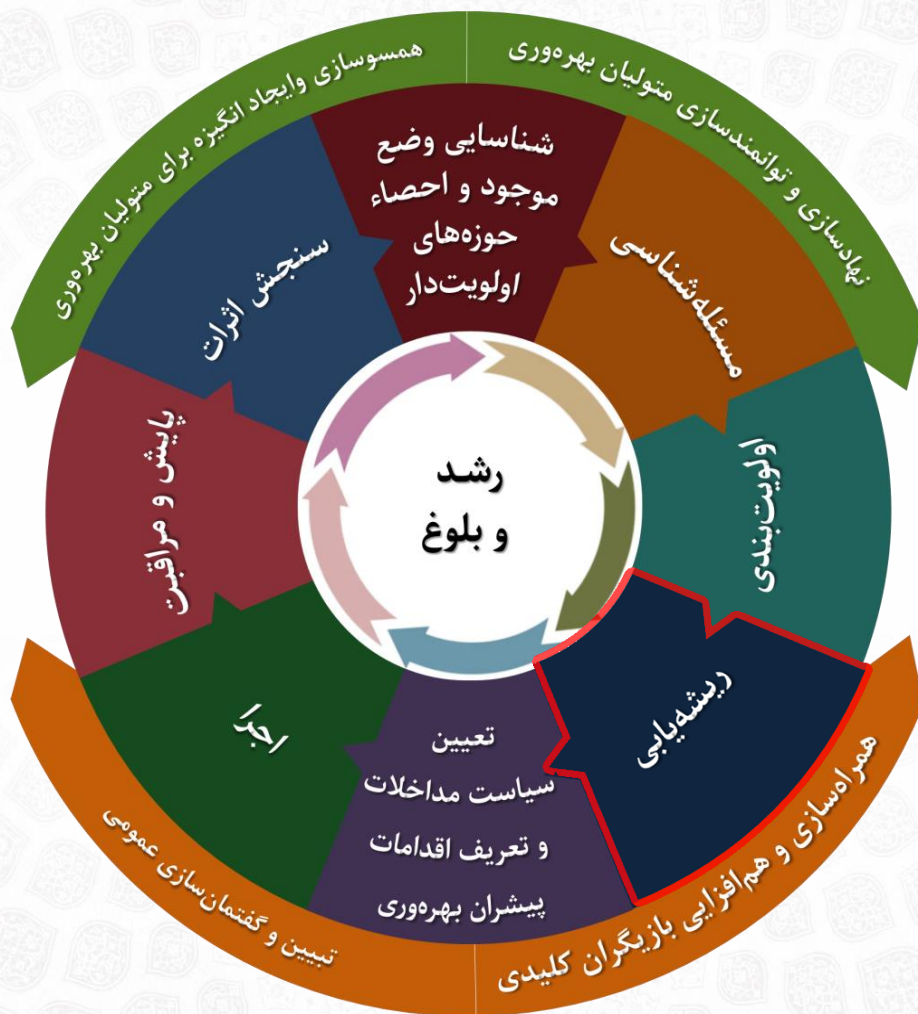 همسوسازی وایجاد انگیزه برای متولیان بهره‌وری
نهادسازی و توانمندسازی متولیان بهره‌وری
شناسایی وضع
موجود و احصاء
حوزه‌های
اولویت‌دار
مسئله‌شناسی
اولویت‌بندی
ریشه‌یابی
تعیین
سیاست مداخلات
و تعریف اقدامات
پیشران بهره‌وری
اجرا
پایش و مراقبت
سنجش اثرات
رشد
و بلوغ
همراه‌سازی و هم‌افزایی بازیگران کلیدی
تبیین و گفتمان‌سازی عمومی